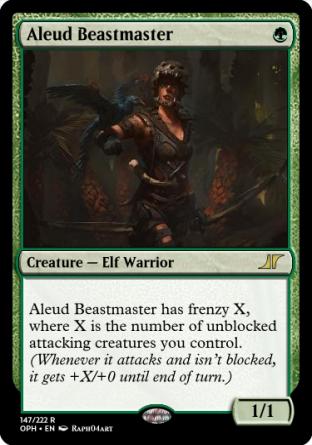 Aleud Beastmaster
Creature — Elf Warrior
Aleud Beastmaster has frenzy X,
where X is the number of unblocked
attacking creatures you control.
(Whenever it attacks and isn't blocked,
it gets +X/+0 until end of turn.)
147/222 R
OPH • EN RAPH04ART
1/1